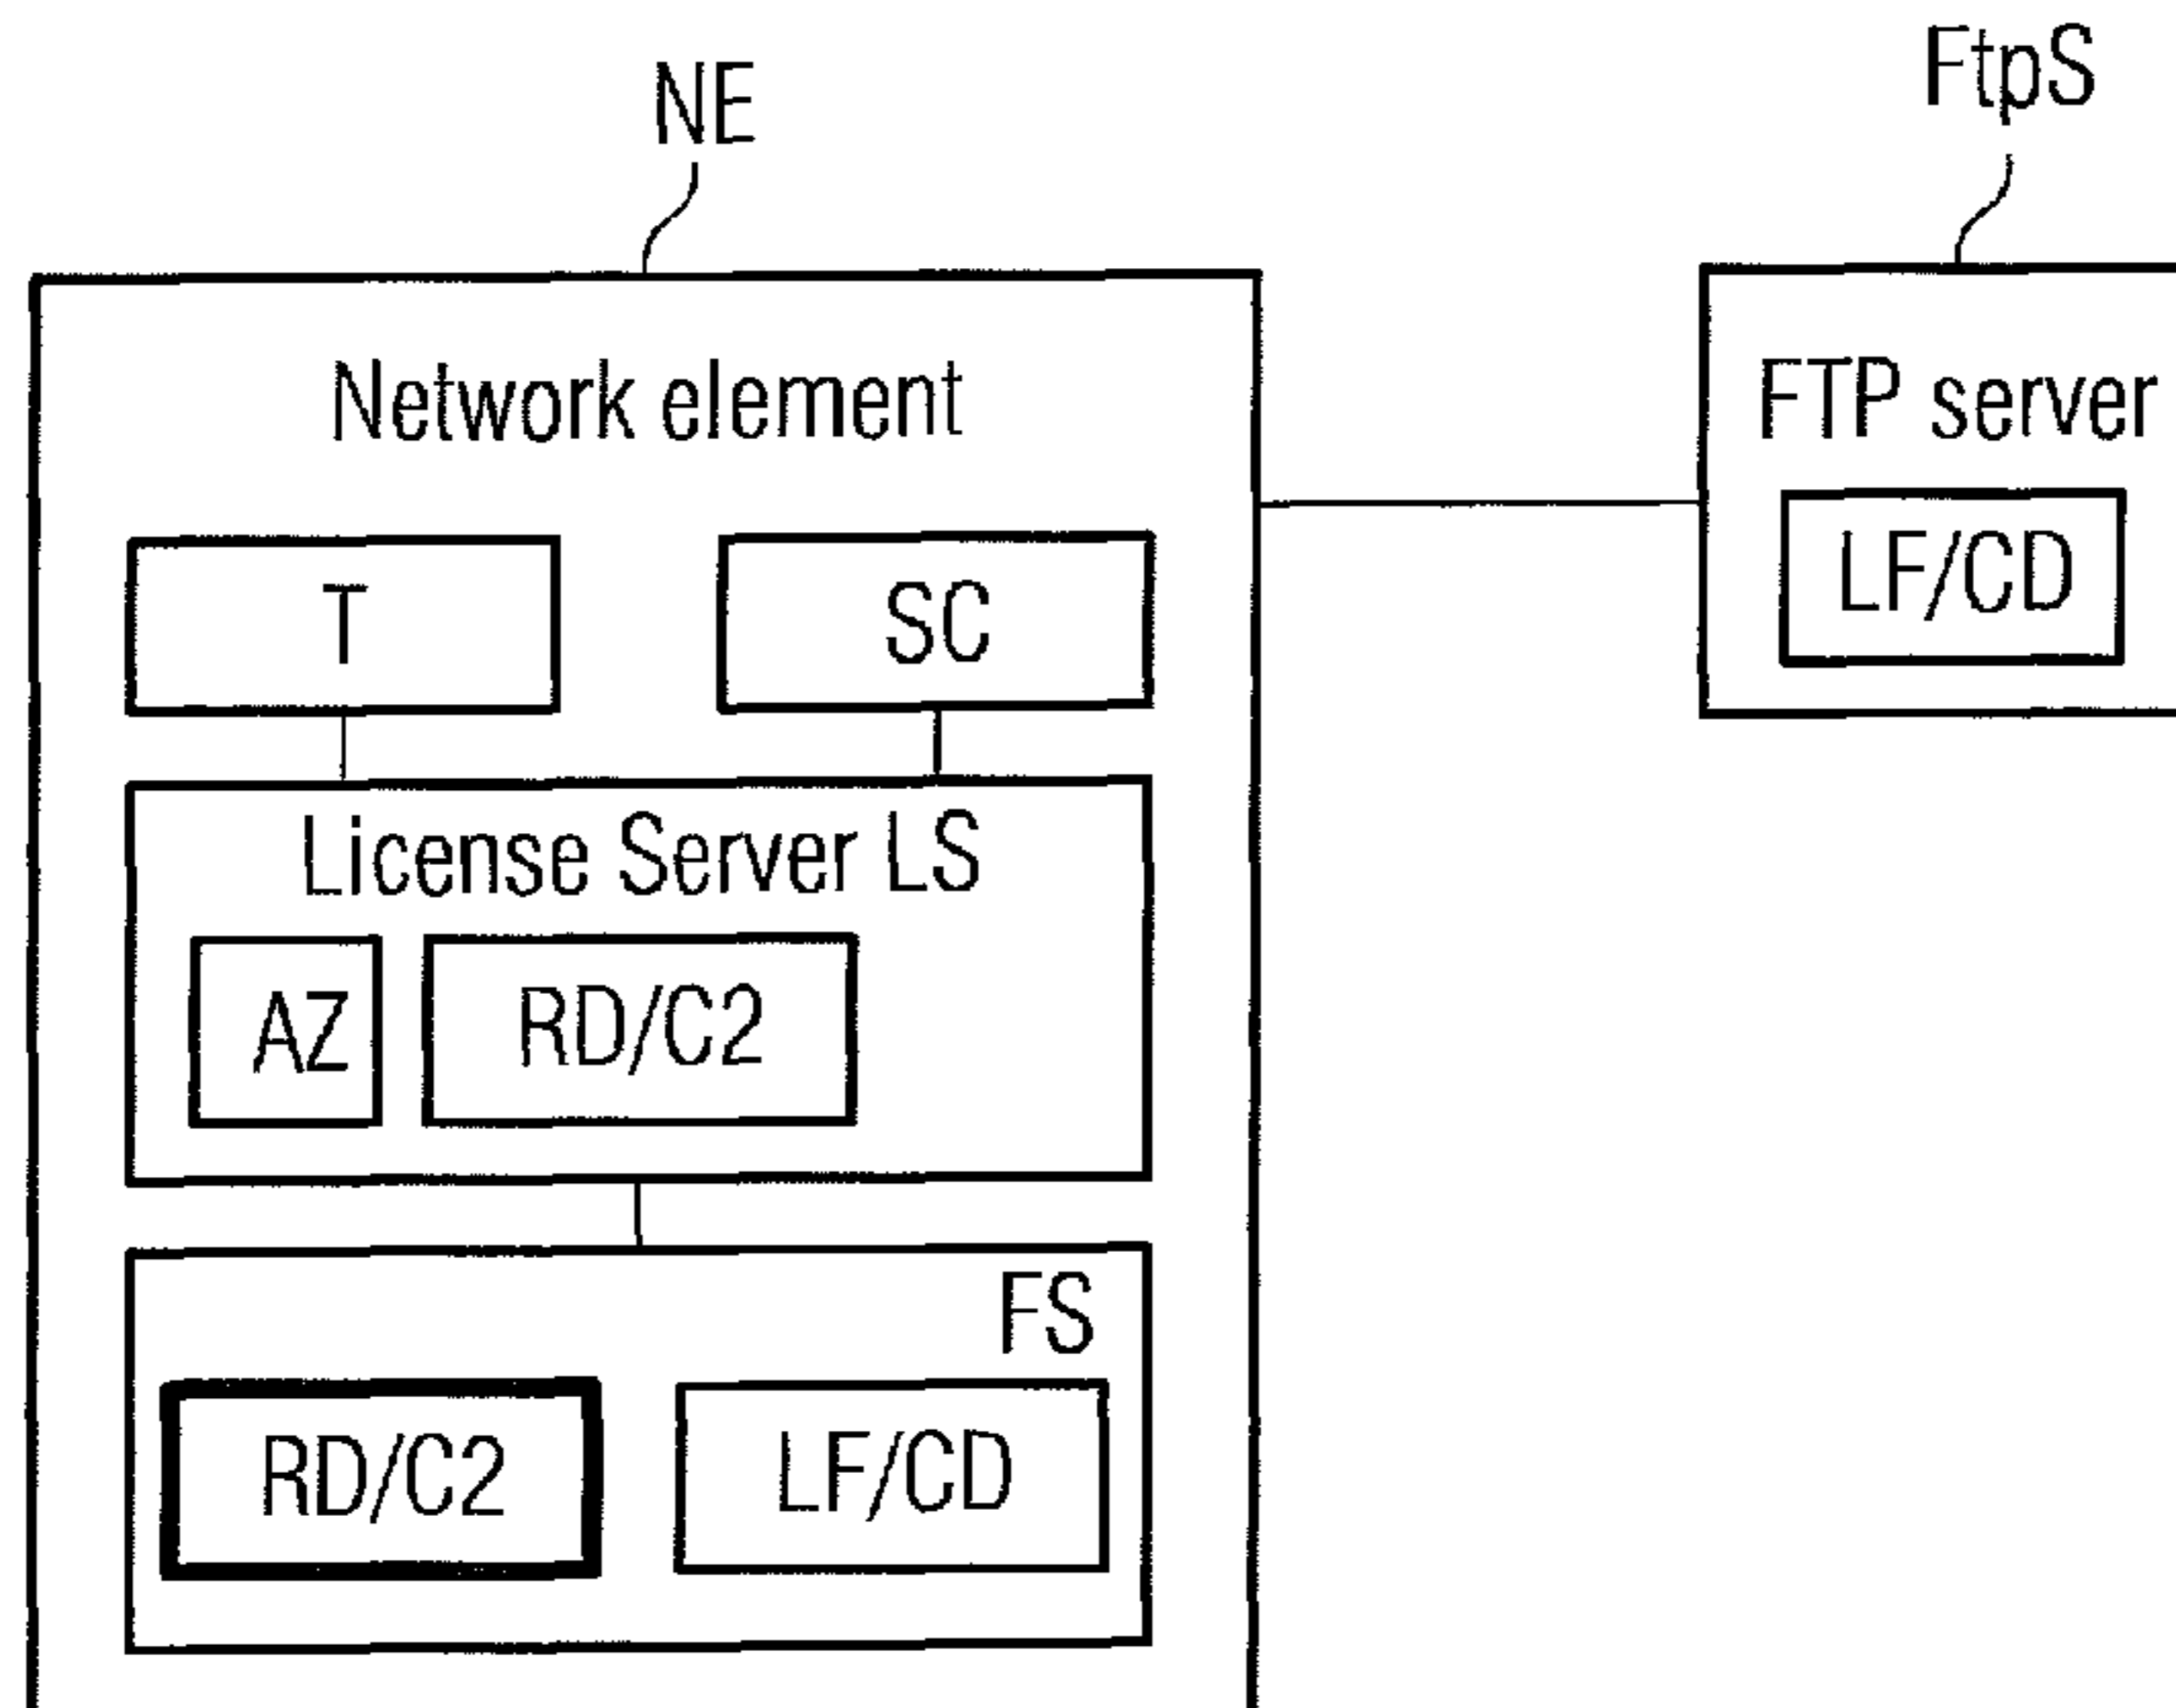 NE
FtpS
Network element
FTP server
T
SC
LF/CD
License Server LS
AZ
RD/C2
FS
RD/C2
LF/CD